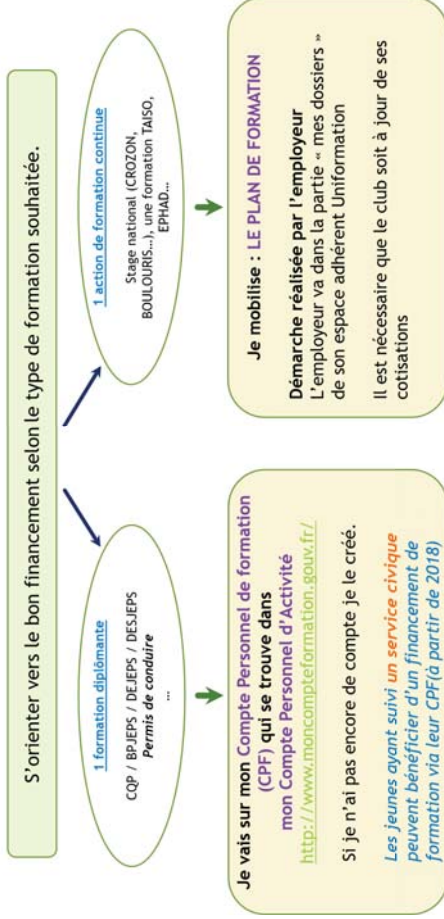 S'orienter vers le bon financement selon le type de formation souhaitée.
1 formation diplômante
CQP / BPJEPS / DEJEPS / DESJEPS
Permis de conduire
...
Je vais sur mon Compte Personnel de formation
(CPF) qui se trouve dans
mon Compte Personnel d'Activité
http://www.moncompteformation.gouv.fr/
Si je n'ai pas encore de compte je le créé.
Les jeunes ayant suivi un service civique
peuvent bénéficier d'un financement de
formation via leur CPF(à partir de 2018)
1 action de formation continue
Stage national (CROZON,
BOULOURIS...), une formation TAISO,
EPHAD...
Je mobilise : LE PLAN DE FORMATION
Démarche réalisée par l'employeur
L'employeur va dans la partie « mes dossiers »
de son espace adhérent Uniformation
Il est nécessaire que le club soit à jour de ses
cotisations